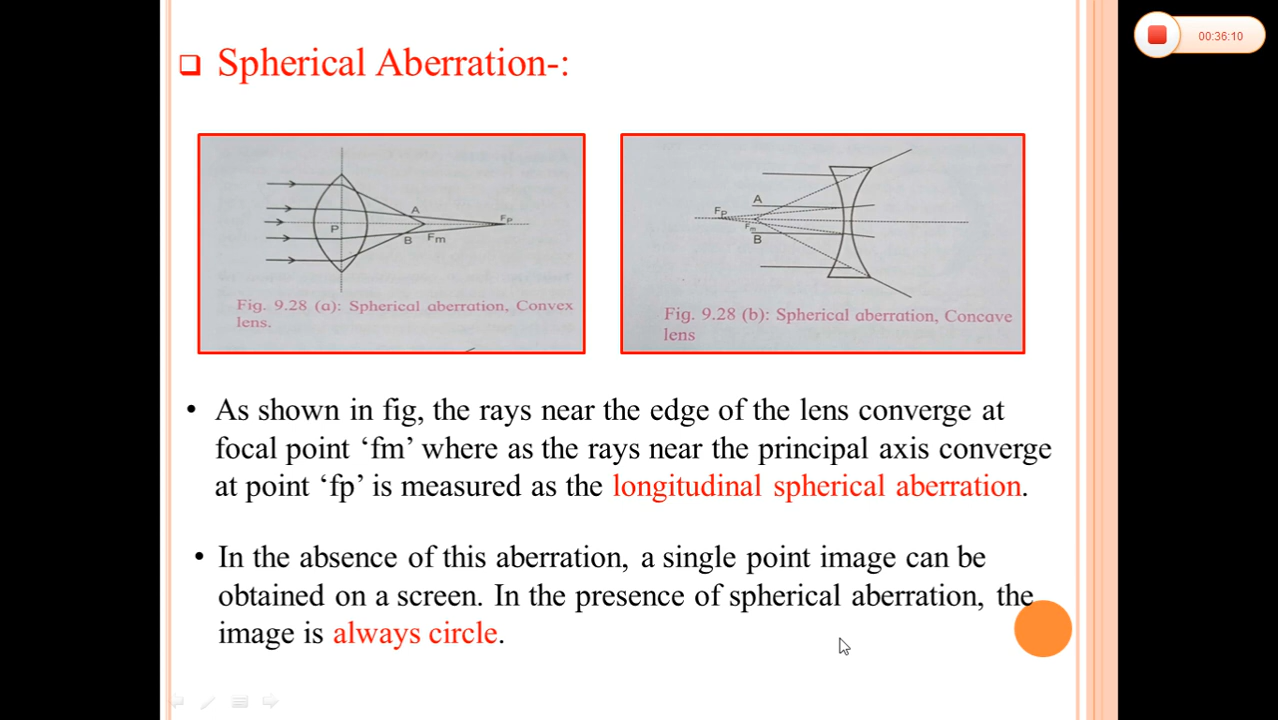 00:36:10
Spherical Aberration-:
A
P
B
Fm
FP
Fig. 9.28 (a): Spherical aberration, Convex
lens.
A
FP
Fm
B
Fig. 9.28 (b): Spherical aberration, Concave
lens
• As shown in fig, the rays near the edge of the lens converge at
focal point ‘fm’ where as the rays near the principal axis converge
at point ‘fp’ is measured as the longitudinal spherical aberration.
• In the absence of this aberration, a single point image can be
obtained on a screen. In the presence of spherical aberration, the
image is always circle.